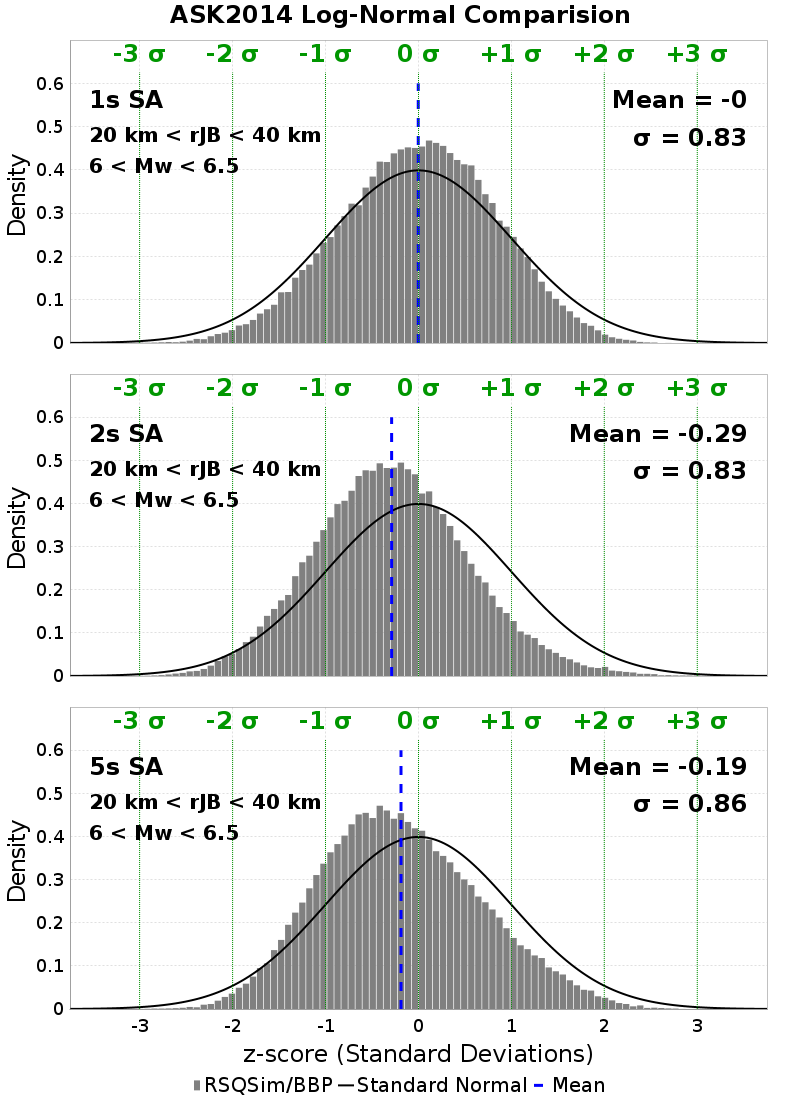 ASK2014 Log-Normal Comparision
-3 σ -2 σ -1 σ 0 σ +1 σ +2 σ +3 σ
1s SA
Mean = -0
20 km < rJB < 40 km
σ = 0.83
6 < Mw < 6.5
Density
0.6
0.5
0.4
0.3
0.2
0.1
0
-3 σ -2 σ -1 σ 0 σ +1 σ +2 σ +3 σ
2s SA
Mean = -0.29
20 km < rJB < 40 km
σ = 0.83
6 < Mw < 6.5
Density
0.6
0.5
0.4
0.3
0.2
0.1
0
-3 σ -2 σ -1 σ 0 σ +1 σ +2 σ +3 σ
5s SA
Mean = -0.19
20 km < rJB < 40 km
σ = 0.86
6 < Mw < 6.5
Density
0.6
0.5
0.4
0.3
0.2
0.1
0
-3 -2 -1 0 1 2 3
z-score (Standard Deviations)
RSQSim/BBP Standard Normal Mean